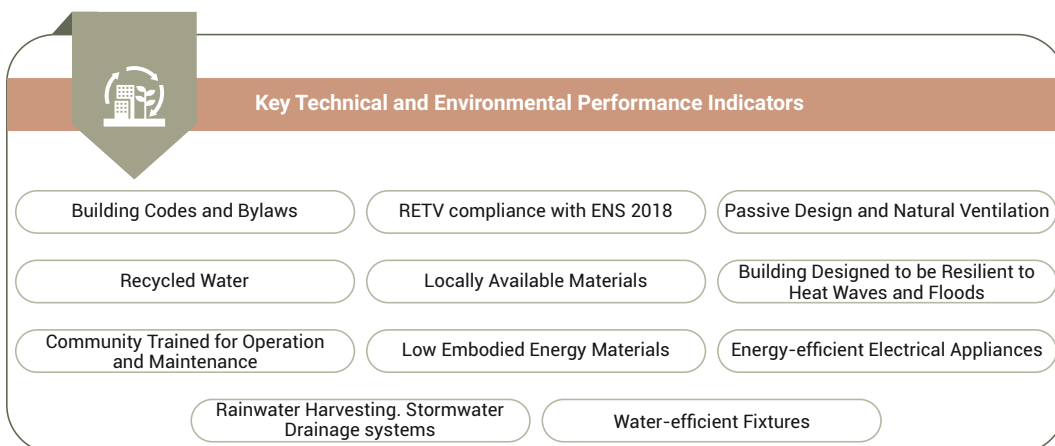 Key Technical and Environmental Performance Indicators
Building Codes and Bylaws
RETV compliance with ENS 2018
Passive Design and Natural Ventilation
Recycled Water
Locally Available Materials
Building Designed to be Resilient to
Heat Waves and Floods
Community Trained for Operation
and Maintenance
Low Embodied Energy Materials
Energy-efficient Electrical Appliances
Rainwater Harvesting. Stormwater
Drainage systems
Water-efficient Fixtures